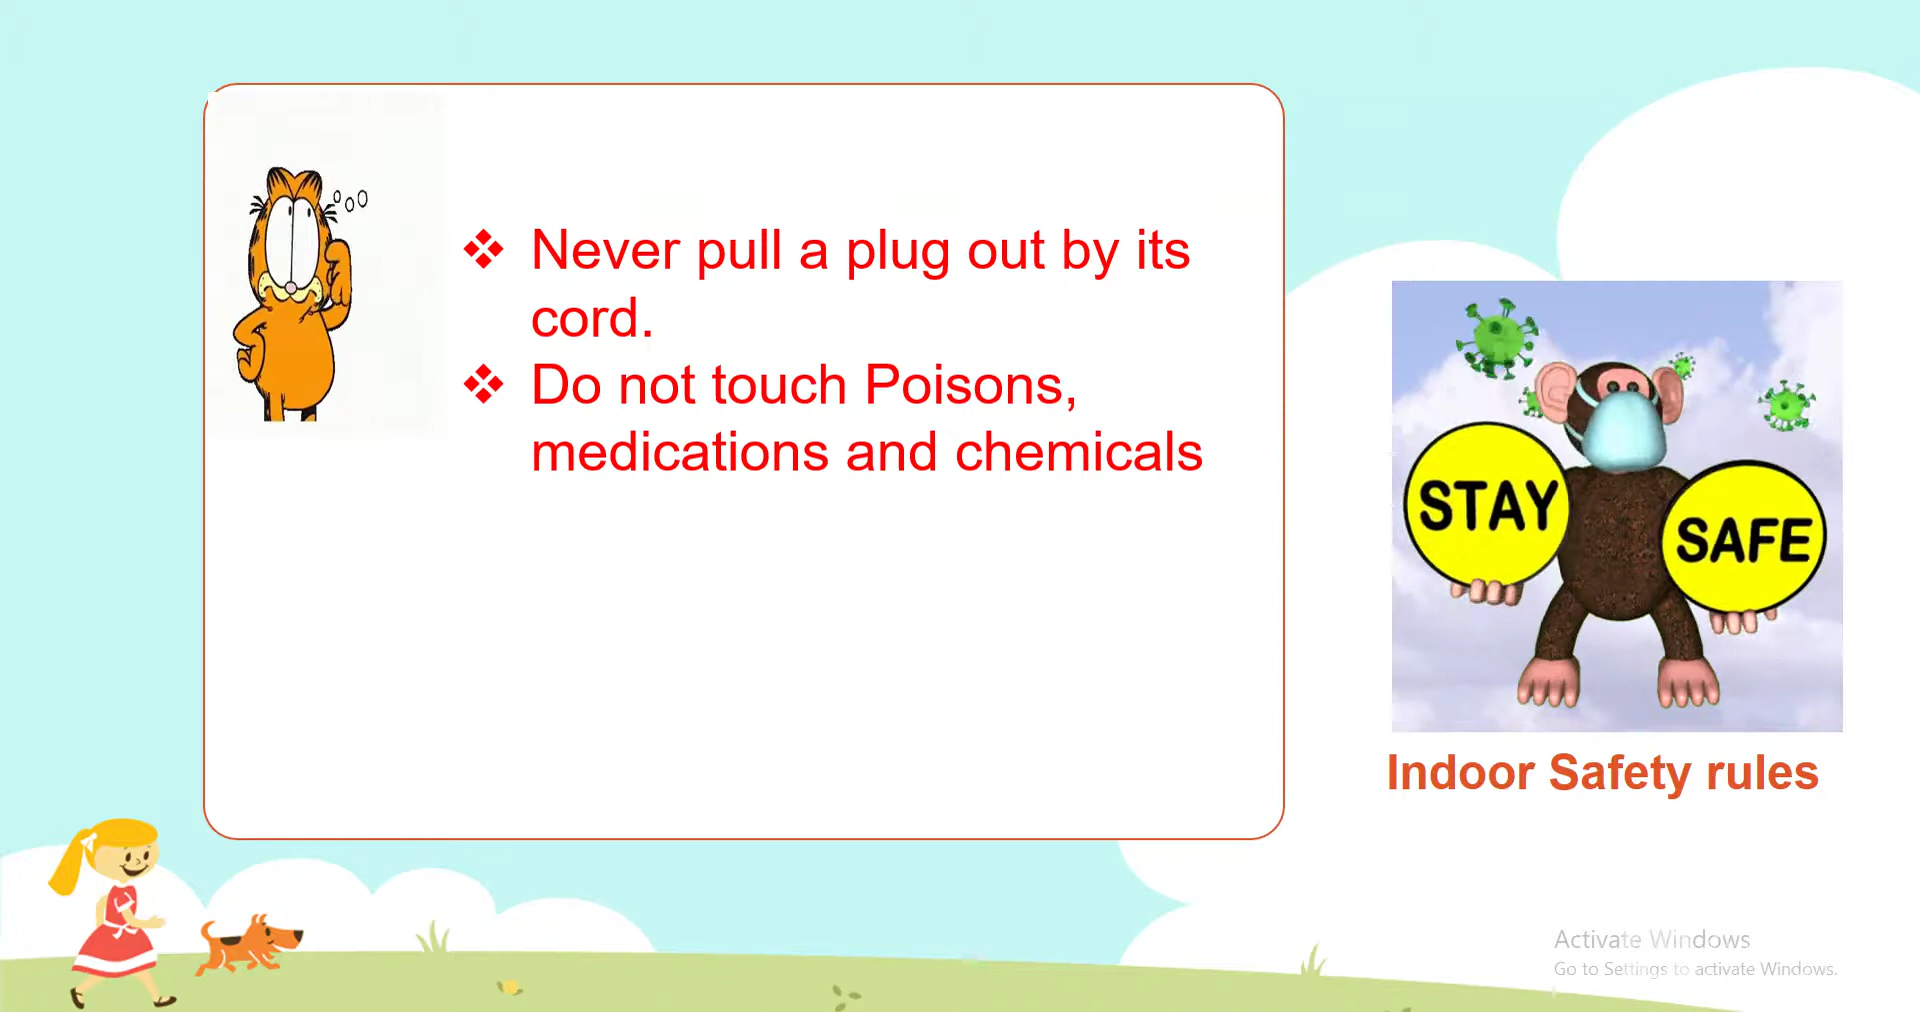 ❖ Never pull a plug out by its
cord.
❖ Do not touch Poisons,
medications and chemicals
STAY
SAFE
Indoor Safety rules
Activate Windows
Go to Settings to activate Windows.